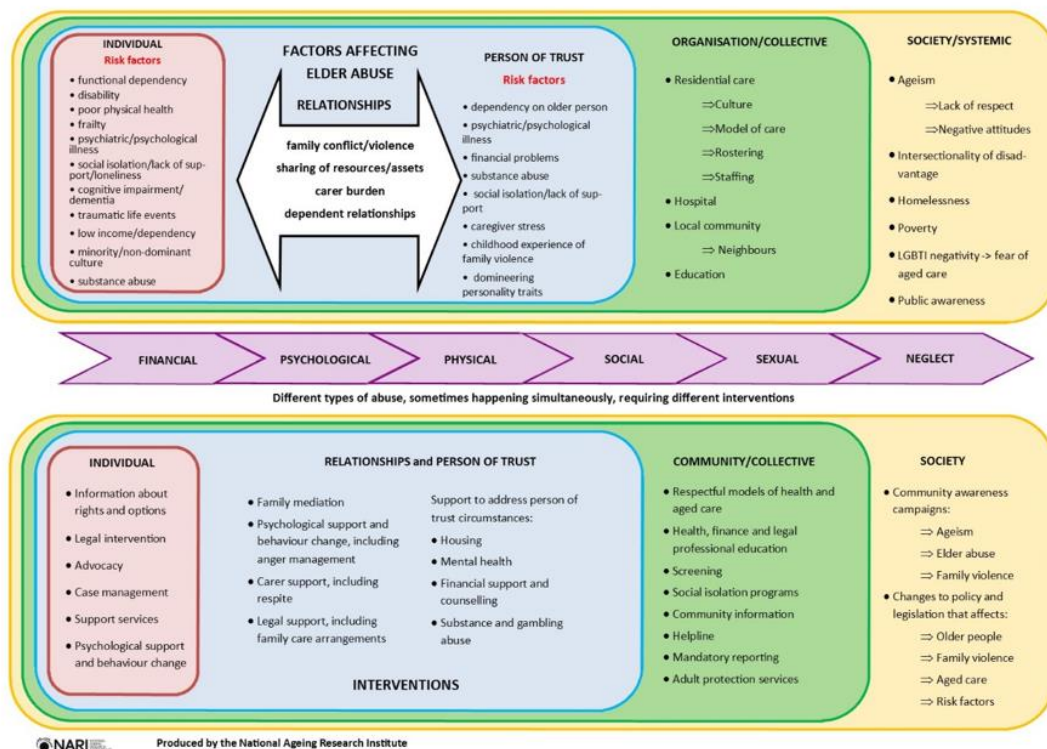 INDIVIDUAL
Risk factors
• functional dependency
• disability
• poor physical health
• frailty
• psychiatric/psychological
illness
• social isolation/lack of sup-
port/loneliness
• cognitive impairment/
dementia
• traumatic life events
• low income/dependency
• minority/non-dominant
culture
• substance abuse
FACTORS AFFECTING
ELDER ABUSE
RELATIONSHIPS
family conflict/violence
sharing of resources/assets
carer burden
dependent relationships
PERSON OF TRUST
Risk factors
• dependency on older person
• psychiatric/psychological
illness
• financial problems
• substance abuse
• social isolation/lack of sup-
port
• caregiver stress
• childhood experience of
family violence
• domineering
personality traits
ORGANISATION/COLLECTIVE
• Residential care
⇒Culture
⇒Model of care
⇒Rostering
⇒Staffing
• Hospital
• Local community
⇒ Neighbours
• Education
SOCIETY/SYSTEMIC
• Ageism
⇒Lack of respect
⇒Negative attitudes
• Intersectionality of disad-
vantage
• Homelessness
• Poverty
• LGBTI negativity -> fear of
aged care
• Public awareness
FINANCIAL
PSYCHOLOGICAL
PHYSICAL
SOCIAL
SEXUAL
NEGLECT
Different types of abuse, sometimes happening simultaneously, requiring different interventions
INDIVIDUAL
• Information about
rights and options
• Legal intervention
• Advocacy
• Case management
• Support services
• Psychological support
and behaviour change
RELATIONSHIPS and PERSON OF TRUST
• Family mediation
• Psychological support and
behaviour change, including
anger management
• Carer support, including
respite
• Legal support, including
family care arrangements
Support to address person of
trust circumstances:
• Housing
• Mental health
• Financial support and
counselling
• Substance and gambling
abuse
INTERVENTIONS
COMMUNITY/COLLECTIVE
• Respectful models of health and
aged care
• Health, finance and legal
professional education
• Screening
• Social isolation programs
• Community information
• Helpline
• Mandatory reporting
• Adult protection services
SOCIETY
• Community awareness
campaigns:
⇒ Ageism
⇒ Elder abuse
⇒ Family violence
• Changes to policy and
legislation that affects:
⇒ Older people
⇒ Family violence
⇒ Aged care
⇒ Risk factors
NARI
Produced by the National Ageing Research Institute